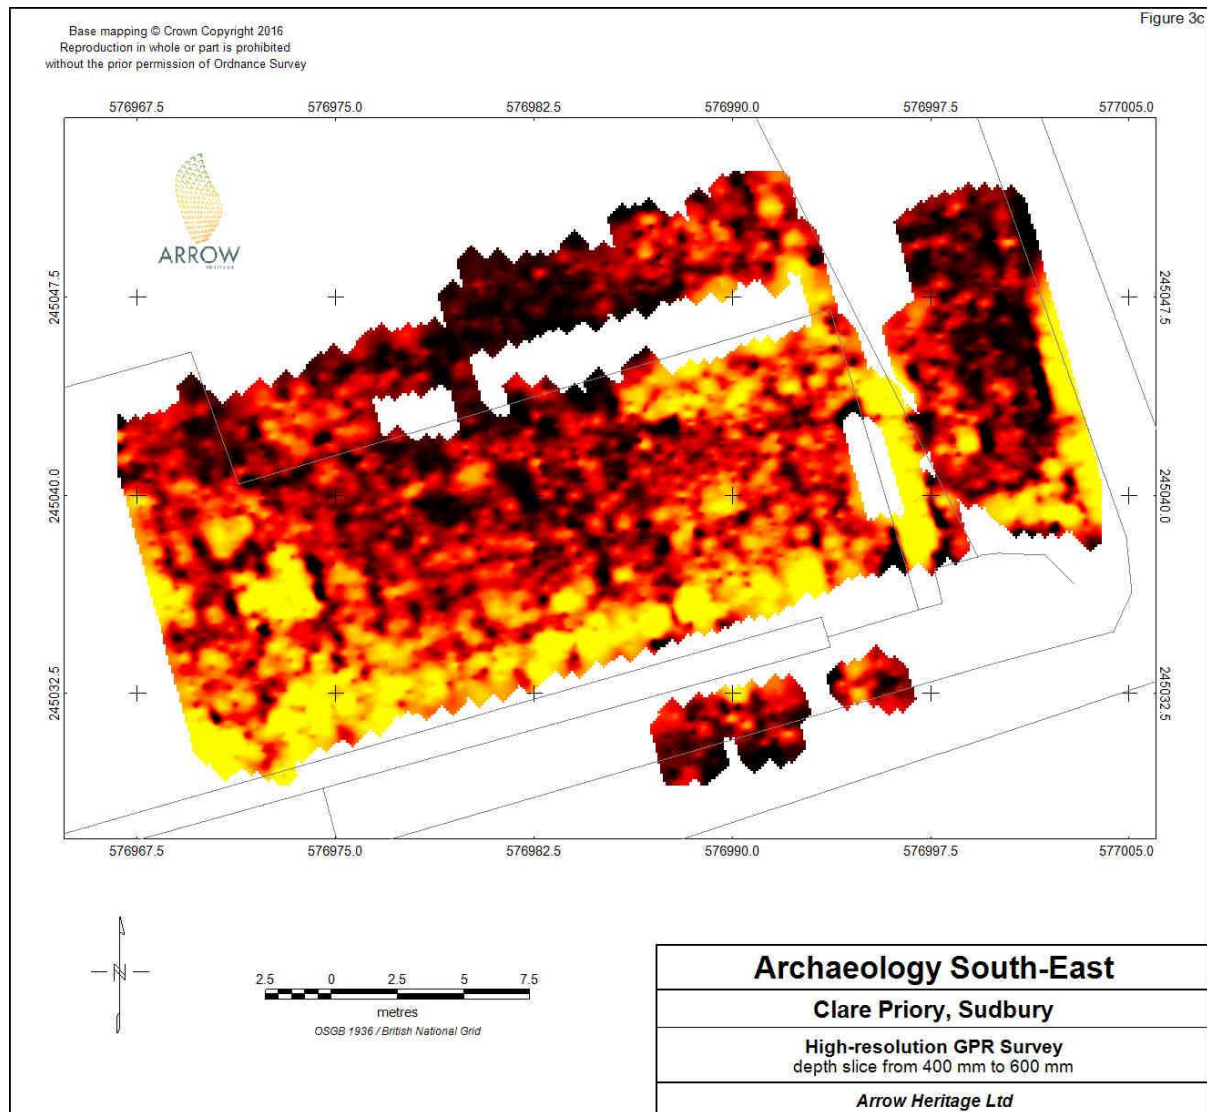 Figure 3c
Base mapping © Crown Copyright 2016
Reproduction in whole or part is prohibited
without the prior permission of Ordnance Survey
576967.5 576975.0 576982.5 576990.0 576997.5 577005.0
ARROW
HERITAGE
245047.5 245047.5
245040.0 245040.0
245032.5 245032.5
576967.5 576975.0 576982.5 576990.0 576997.5 577005.0
N
2.5 0 2.5 5 7.5
metres
OSGB 1936 / British National Grid
Archaeology South-East
Clare Priory, Sudbury
High-resolution GPR Survey
depth slice from 400 mm to 600 mm
Arrow Heritage Ltd